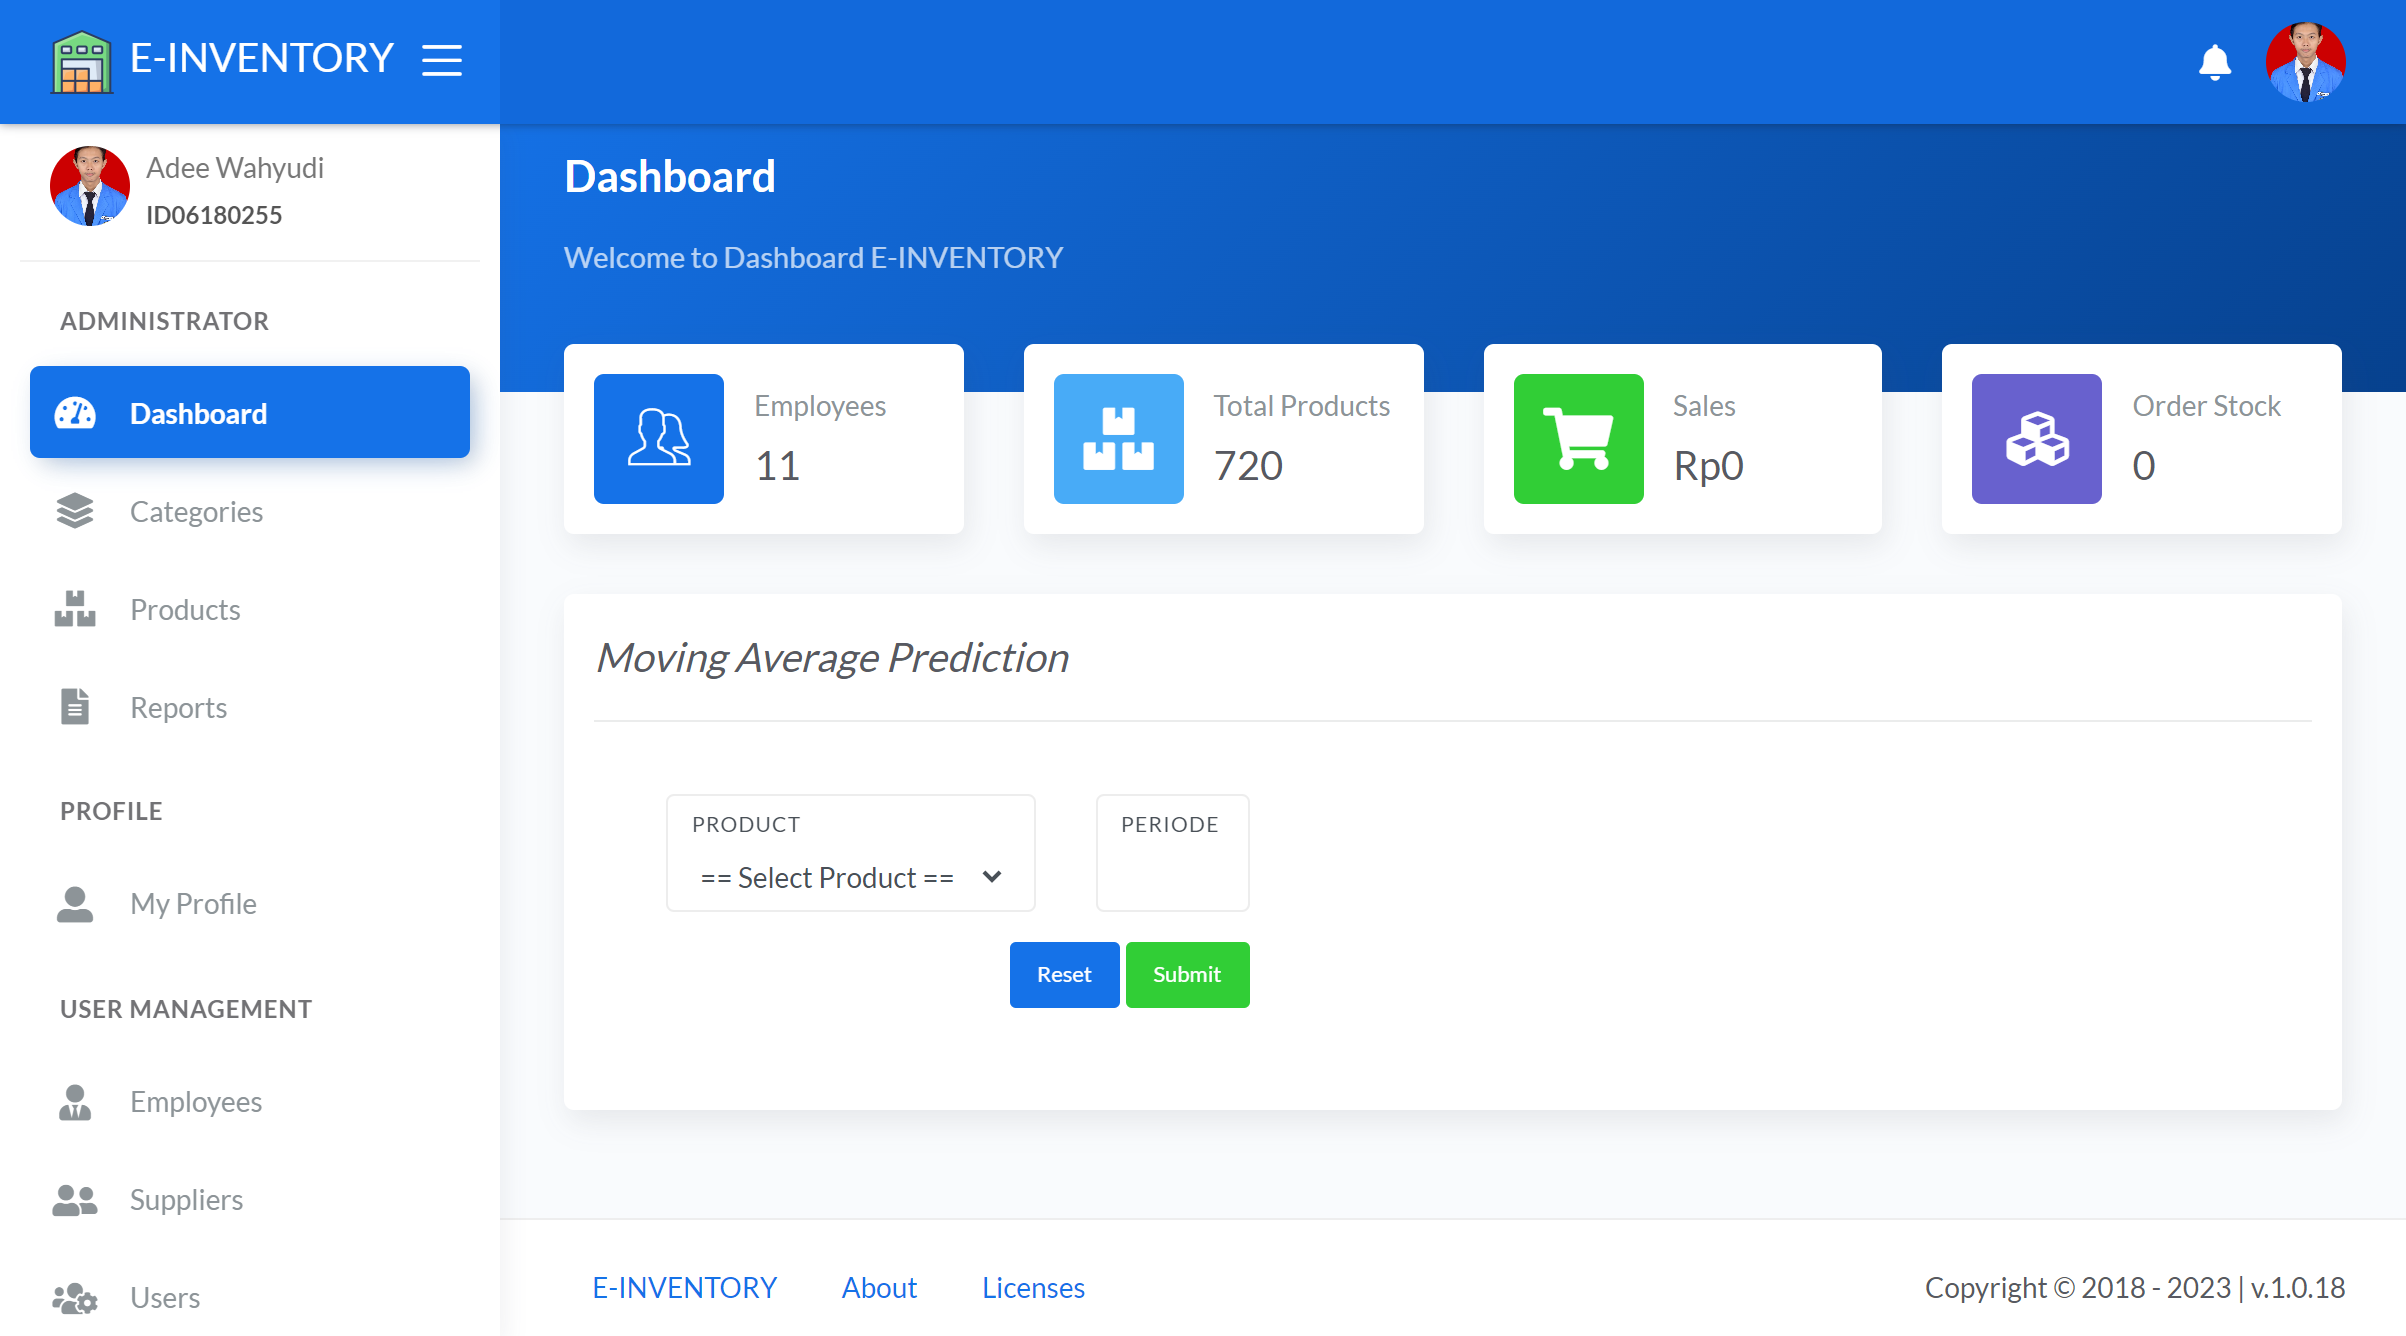 E-INVENTORY
Adee Wahyudi
ID06180255
ADMINISTRATOR
Dashboard
Categories
Products
Reports
PROFILE
My Profile
USER MANAGEMENT
Employees
Suppliers
Users
Dashboard
Welcome to Dashboard E-INVENTORY
Employees
11
Total Products
720
Sales
Rp0
Order Stock
0
Moving Average Prediction
PRODUCT
== Select Product ==
PERIODE
Reset
Submit
E-INVENTORY
About
Licenses
Copyright © 2018 - 2023 | v.1.0.18